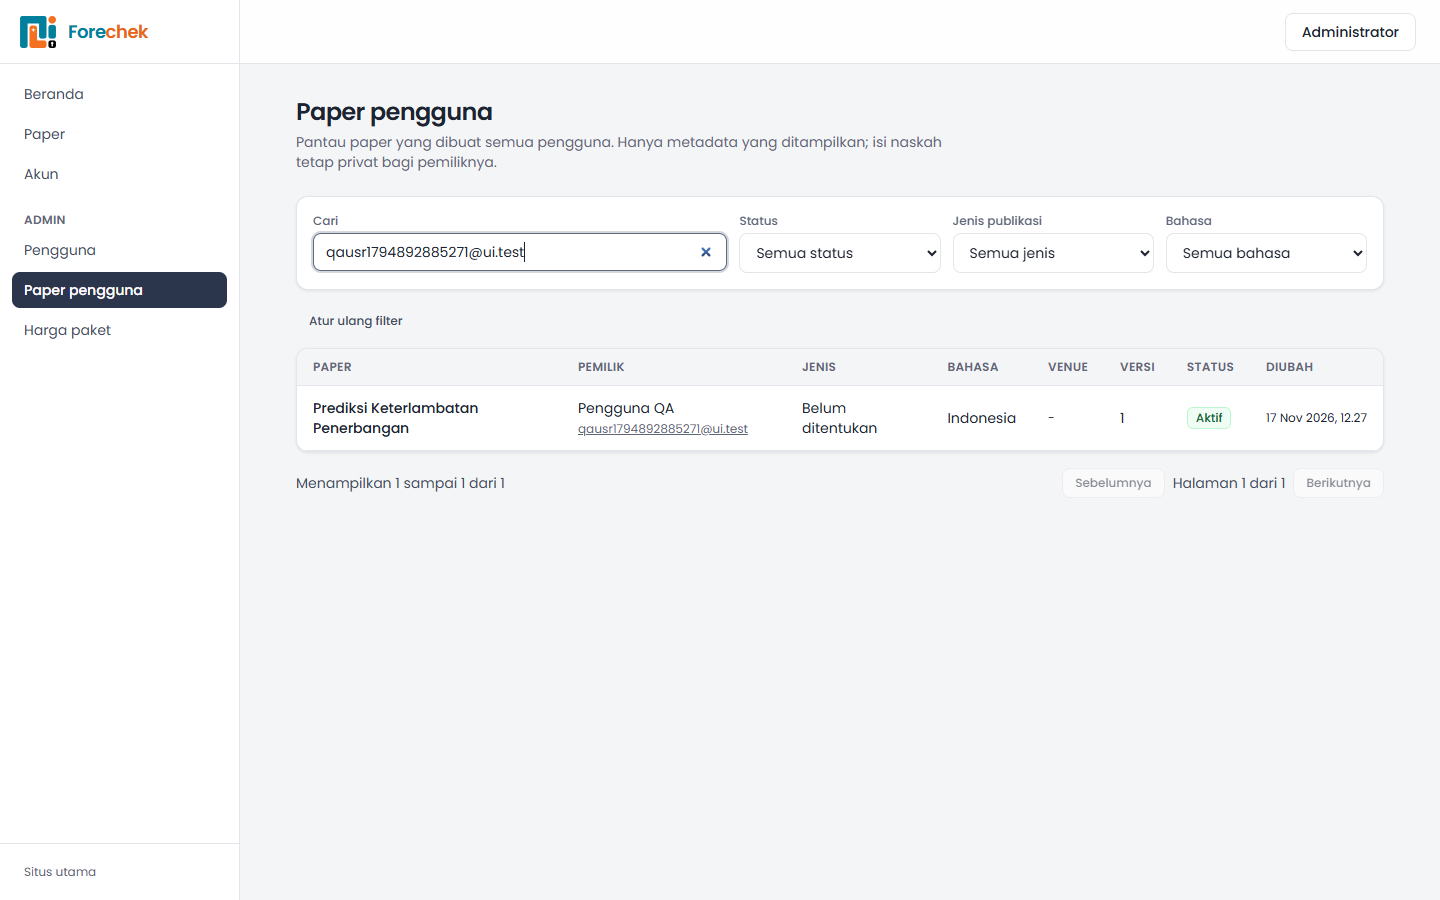 Forechek
Administrator
Beranda
Paper
Akun
ADMIN
Pengguna
Paper pengguna
Harga paket
Situs utama
Paper pengguna
Pantau paper yang dibuat semua pengguna. Hanya metadata yang ditampilkan; isi naskah
tetap privat bagi pemiliknya.
Cari
Status
Jenis publikasi
Bahasa
qausr1794892885271@ui.test
Semua status
Semua jenis
Semua bahasa
Atur ulang filter
PAPER PEMILIK JENIS BAHASA VENUE VERSI STATUS DIUBAH
Prediksi Keterlambatan
Penerbangan
Pengguna QA
qausr1794892885271@ui.test
Belum
ditentukan
Indonesia
-
1
Aktif
17 Nov 2026, 12.27
Menampilkan 1 sampai 1 dari 1
Sebelumnya
Halaman 1 dari 1
Berikutnya